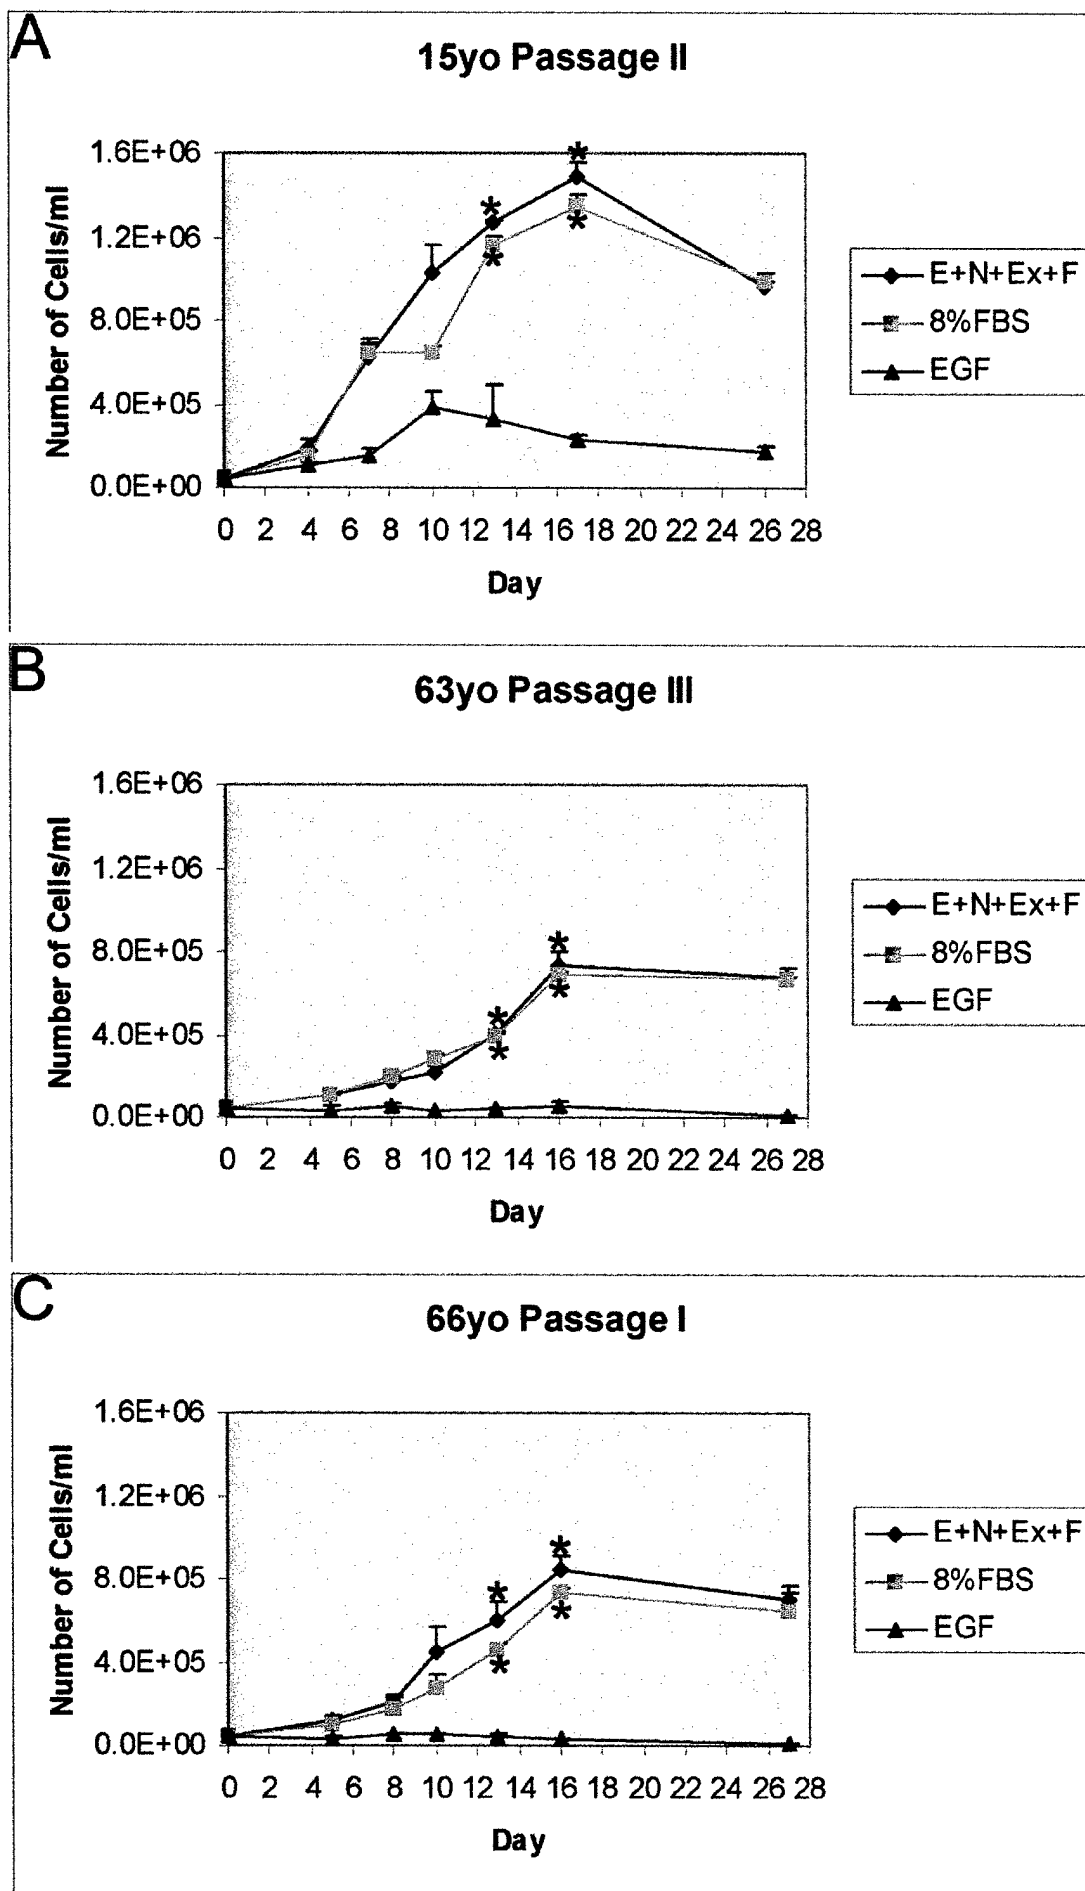 A
15yo Passage II
1.6E+06
1.2E+06
8.0E+05
4.0E+05
0.0E+00
Number of Cells/ml
0 2 4 6 8 10 12 14 16 18 20 22 24 26 28
Day
E+N+Ex+F
8%FBS
EGF
* * * *
B
63yo Passage III
1.6E+06
1.2E+06
8.0E+05
4.0E+05
0.0E+00
Number of Cells/ml
0 2 4 6 8 10 12 14 16 18 20 22 24 26 28
Day
E+N+Ex+F
8%FBS
EGF
* * * *
C
66yo Passage I
1.6E+06
1.2E+06
8.0E+05
4.0E+05
0.0E+00
Number of Cells/ml
0 2 4 6 8 10 12 14 16 18 20 22 24 26 28
Day
E+N+Ex+F
8%FBS
EGF
* * * *